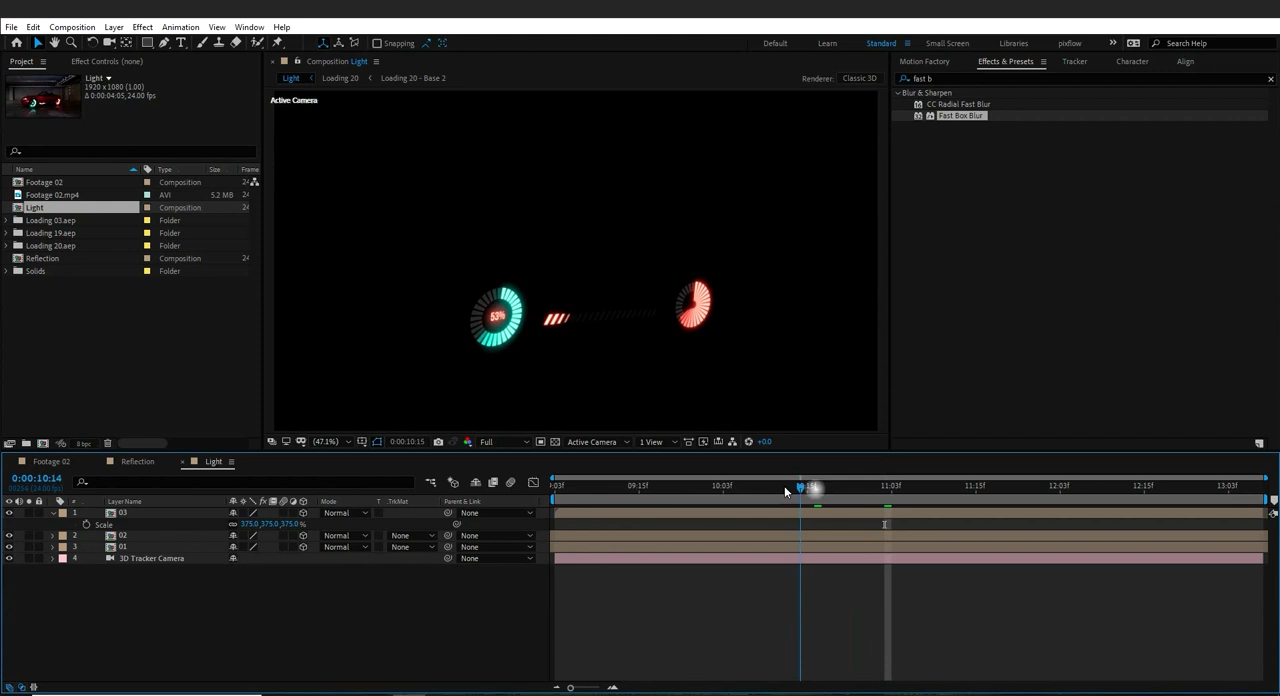 File Edit Composition Layer Effect Animation View Window Help
Snapping
Default Learn Standard Small Screen Libraries pixflow Search Help
Project Effect Controls (none)
Composition Light
Motion Factory Effects & Presets Tracker Character Align
Light
1920 x 1080 (1.00)
Δ 0:00:04:05, 24.00 fps
Light Loading 20 Loading 20 - Base 2
Renderer: Classic 3D
fast b
Blur & Sharpen
CC Radial Fast Blur
Fast Box Blur
Active Camera
53%
Name Type Size Frame
Footage 02 Composition 24
Footage 02.mp4 AVI 5.2 MB 24
Light Composition 24
Loading 03.aep Folder
Loading 19.aep Folder
Loading 20.aep Folder
Reflection Composition 24
Solids Folder
8 bpc
(47.1%) 0:00:10:15 Full Active Camera 1 View +0.0
Footage 02 Reflection Light
0:00:10:14
00254 (24.00 fps)
:03f 09:15f 10:03f 11:03f 11:15f 12:03f 12:15f 13:03f
# Layer Name Mode T .TrkMat Parent & Link
1 03 Normal None
Scale 375.0,375.0,375.0%
2 02 Normal None None
3 01 Normal None None
4 3D Tracker Camera None